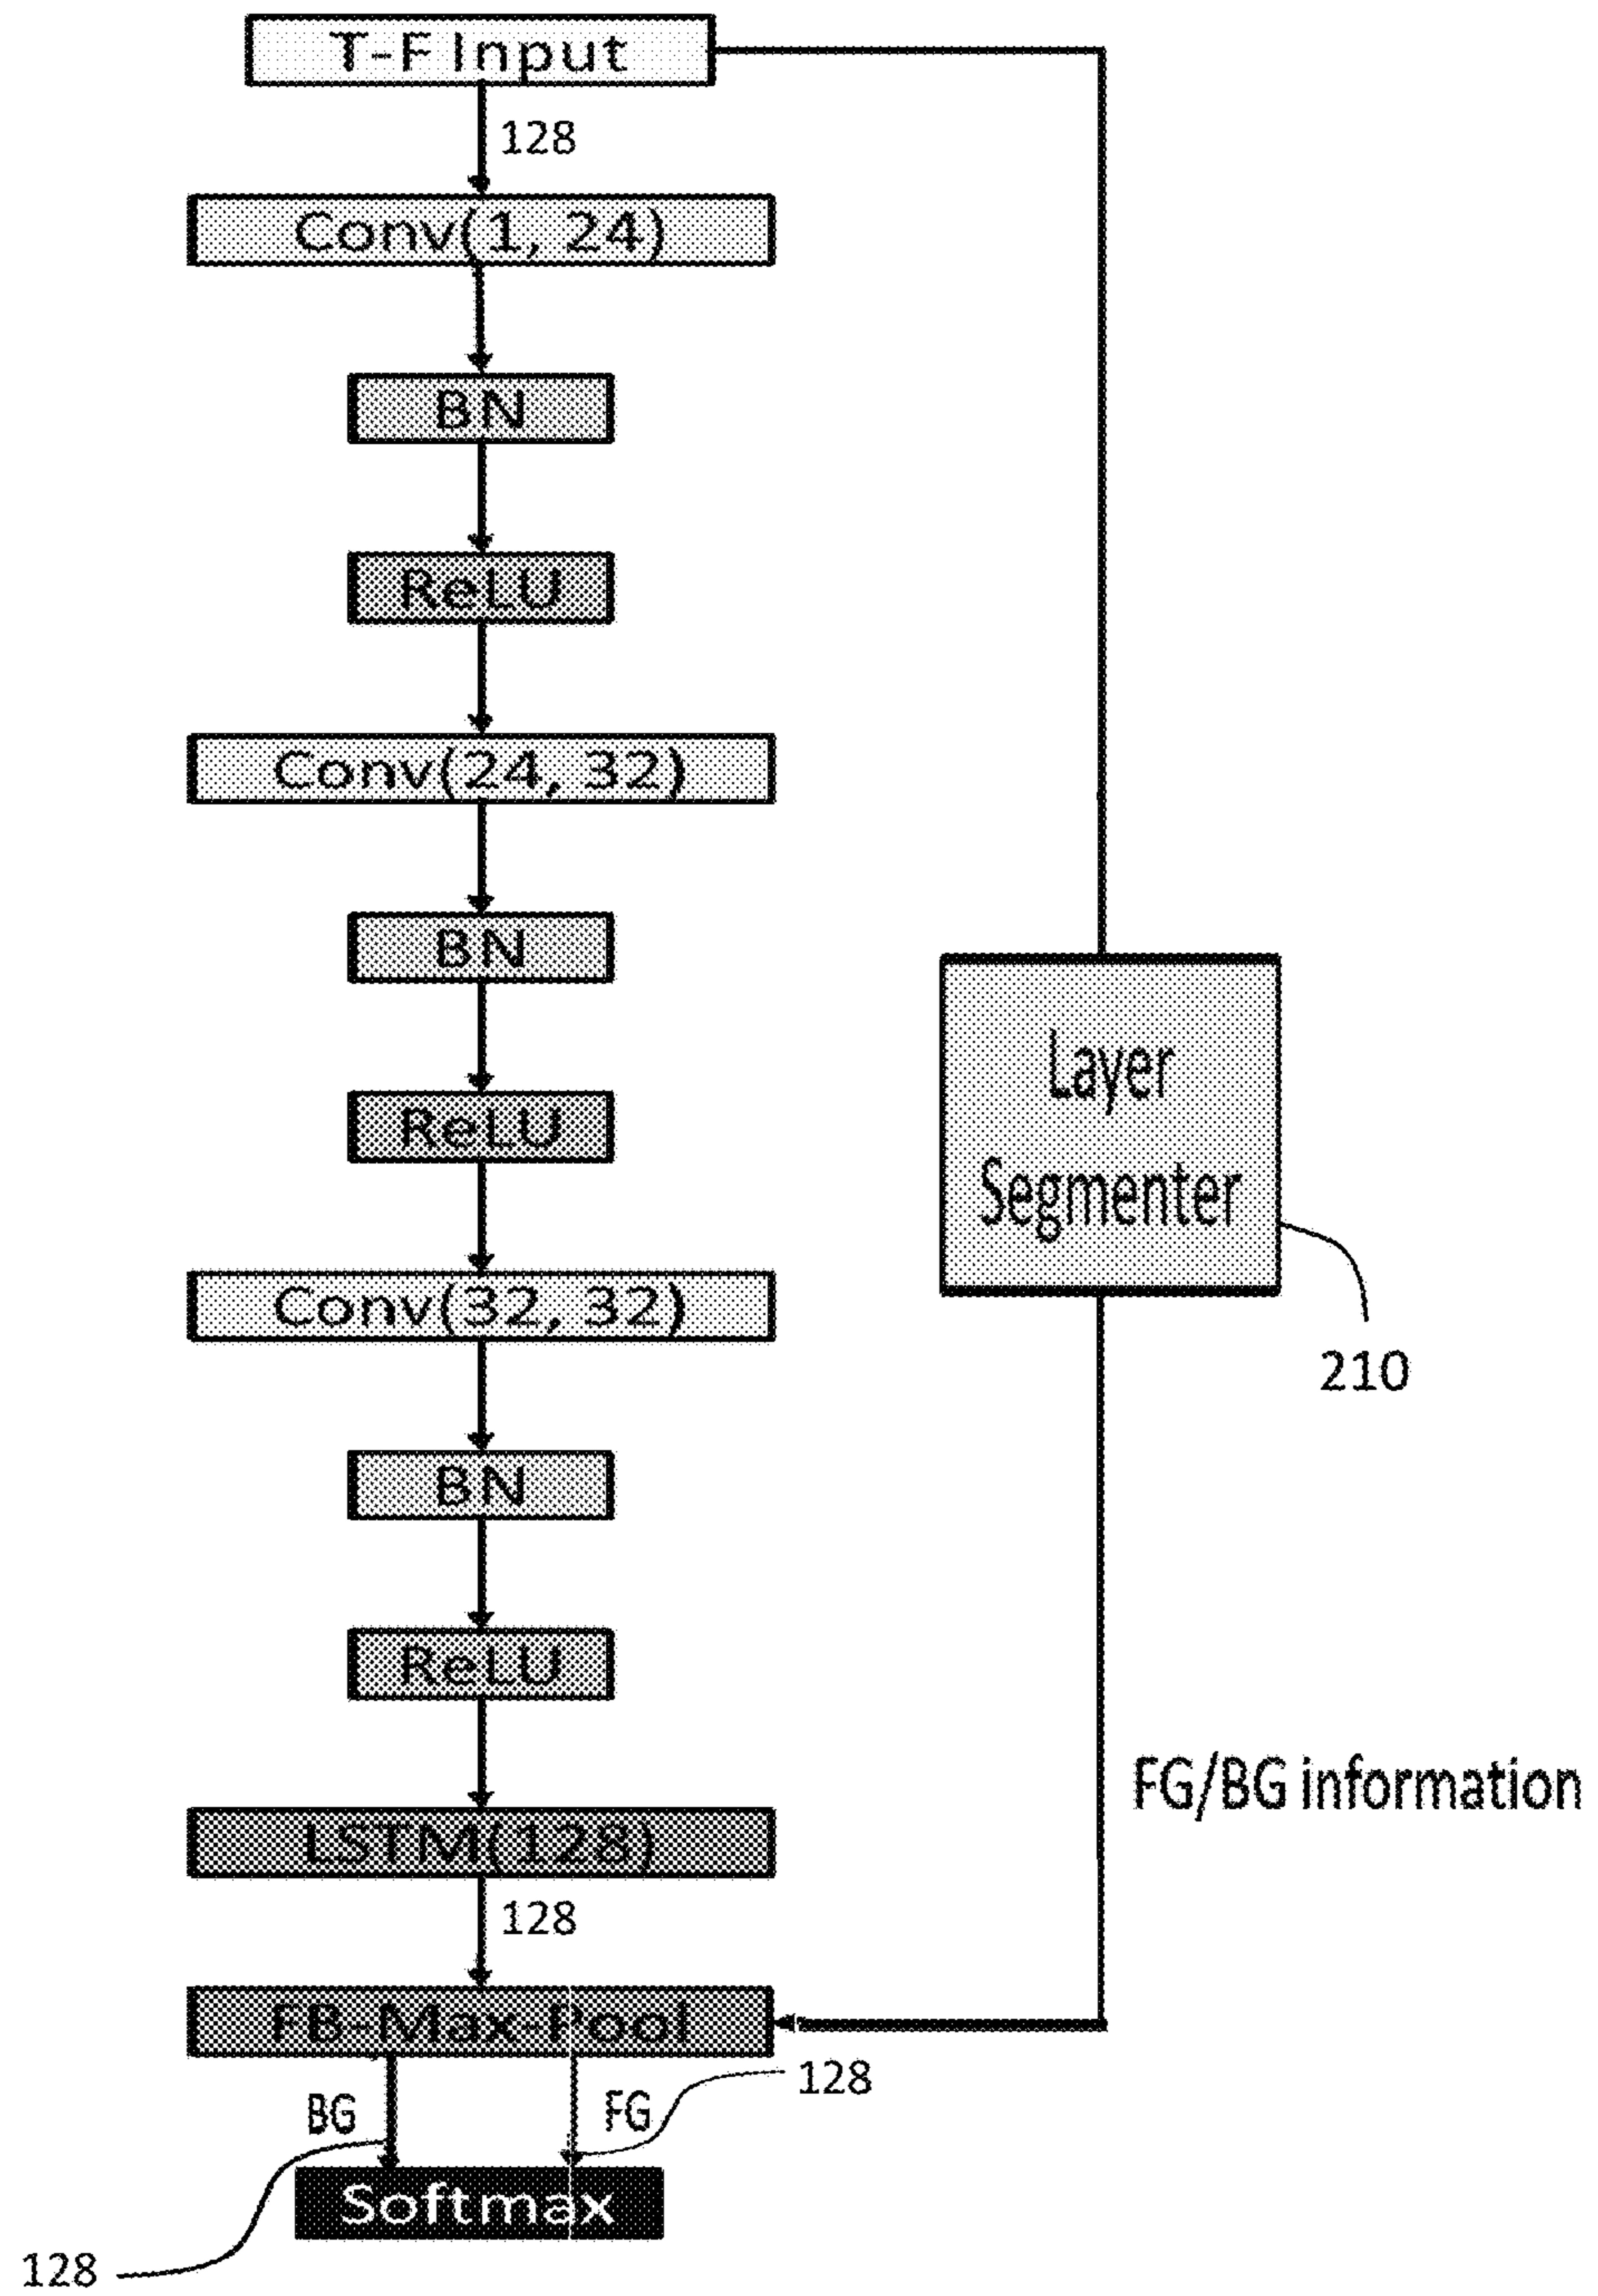 T-F Input
128
Conv(1, 24)
BN
ReLU
Conv(24, 32)
BN
Layer
Segmenter
ReLU
Conv(32, 32)
210
BN
ReLU
FG/BG information
LSTM(128)
128
FB-Max-Pool
128
BG
FG
Softmax
128